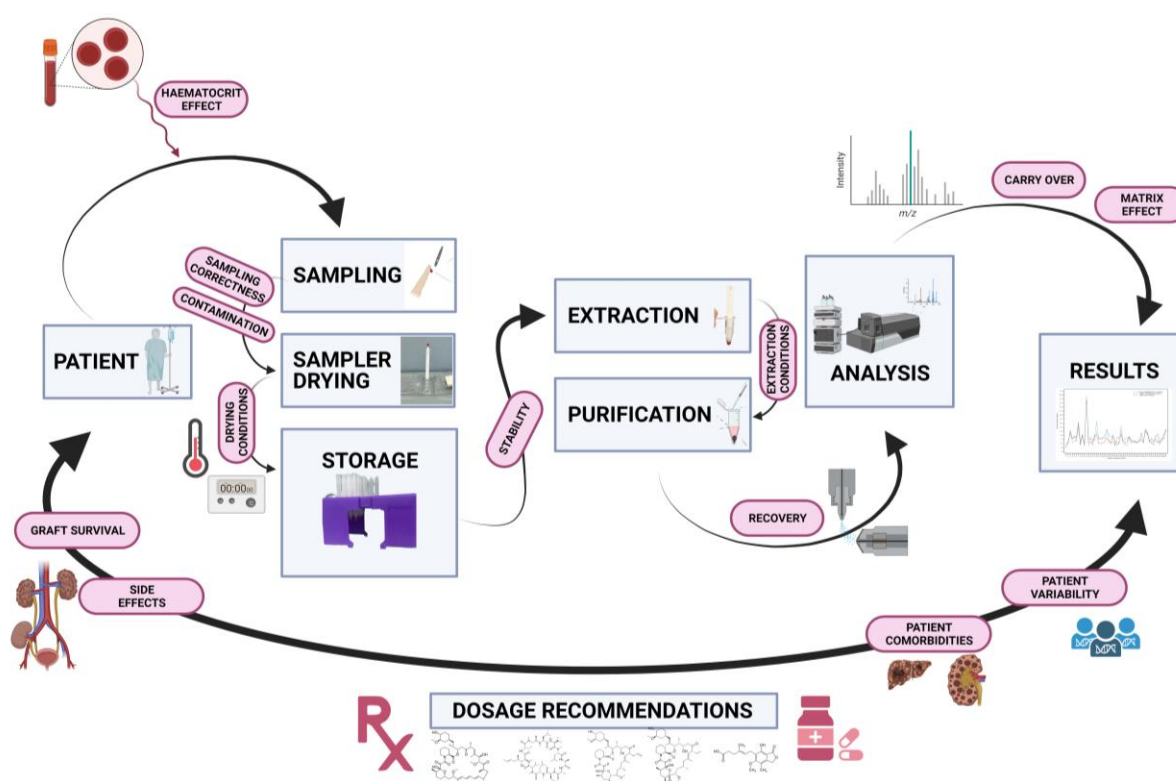 HAEMATOCRIT
EFFECT
Intensity
m/z
CARRY OVER
MATRIX
EFFECT
SAMPLING
SAMPLING
CORRECTNESS
CONTAMINATION
PATIENT
SAMPLER
DRYING
DRYING
CONDITIONS
00:00 00
STORAGE
STABILITY
EXTRACTION
EXTRACTION
CONDITIONS
PURIFICATION
ANALYSIS
RESULTS
RECOVERY
GRAFT SURVIVAL
SIDE
EFFECTS
PATIENT
VARIABILITY
PATIENT
COMORBIDITIES
Rx
DOSAGE RECOMMENDATIONS